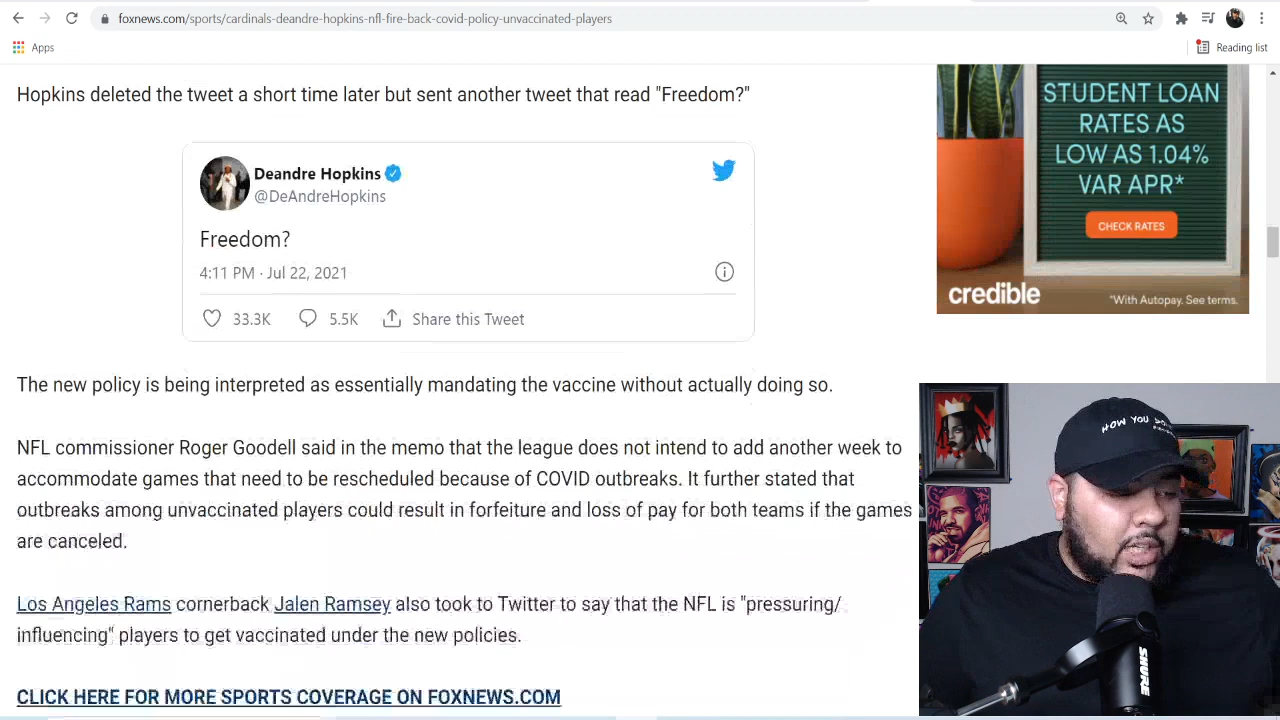 foxnews.com/sports/cardinals-deandre-hopkins-nfl-fire-back-covid-policy-unvaccinated-players
Apps
Reading list
Hopkins deleted the tweet a short time later but sent another tweet that read "Freedom?"
Deandre Hopkins
@DeAndreHopkins
Freedom?
4:11 PM · Jul 22, 2021
33.3K 5.5K Share this Tweet
STUDENT LOAN
RATES AS
LOW AS 1.04%
VAR APR*
CHECK RATES
credible
*With Autopay. See terms.
The new policy is being interpreted as essentially mandating the vaccine without actually doing so.
NFL commissioner Roger Goodell said in the memo that the league does not intend to add another week to
accommodate games that need to be rescheduled because of COVID outbreaks. It further stated that
outbreaks among unvaccinated players could result in forfeiture and loss of pay for both teams if the games
are canceled.
Los Angeles Rams cornerback Jalen Ramsey also took to Twitter to say that the NFL is "pressuring/
influencing" players to get vaccinated under the new policies.
CLICK HERE FOR MORE SPORTS COVERAGE ON FOXNEWS.COM
HOW YOU
SHURE